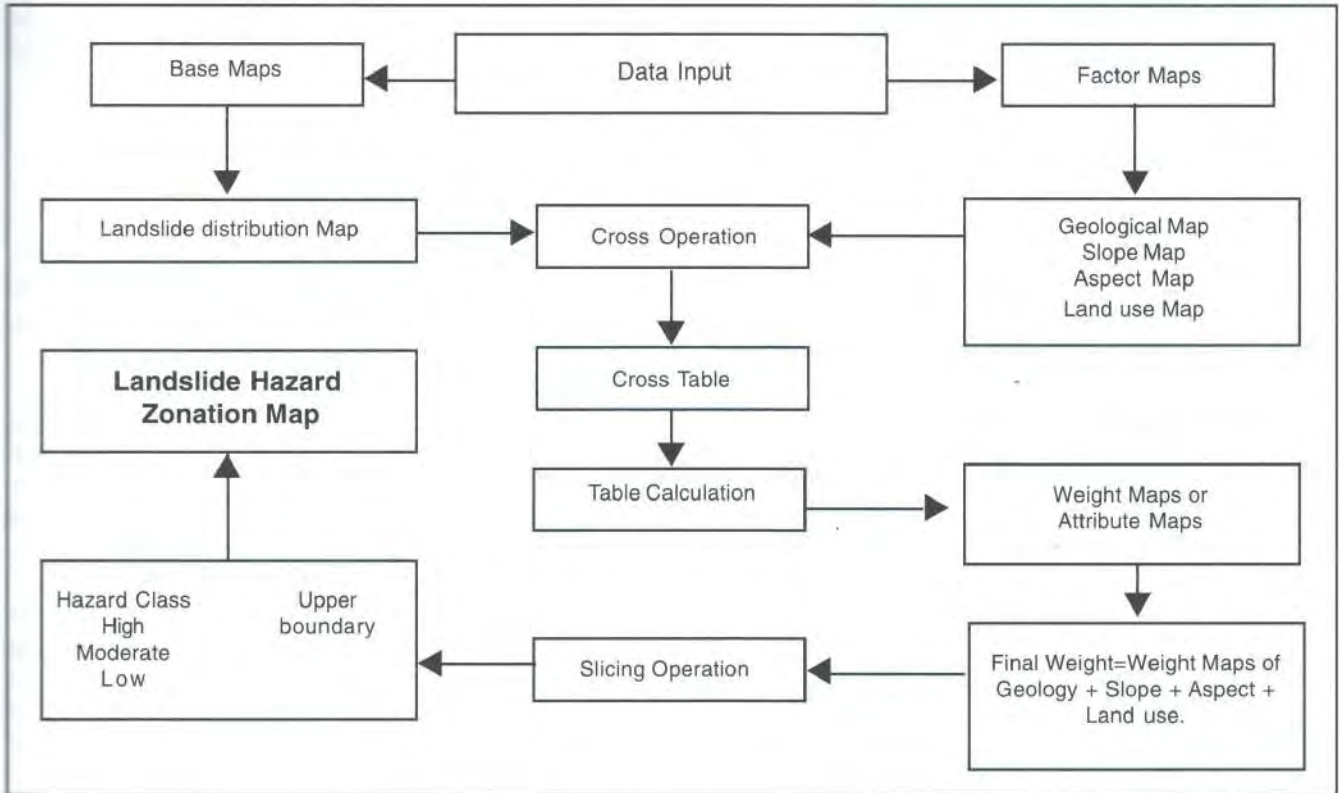 Base Maps
Data Input
Factor Maps
Landslide distribution Map
Cross Operation
Geological Map
Slope Map
Aspect Map
Land use Map
Landslide Hazard
Zonation Map
Cross Table
Table Calculation
Weight Maps or
Attribute Maps
Hazard Class
High
Moderate
Low
Upper
boundary
Slicing Operation
Final Weight=Weight Maps of
Geology + Slope + Aspect +
Land use.